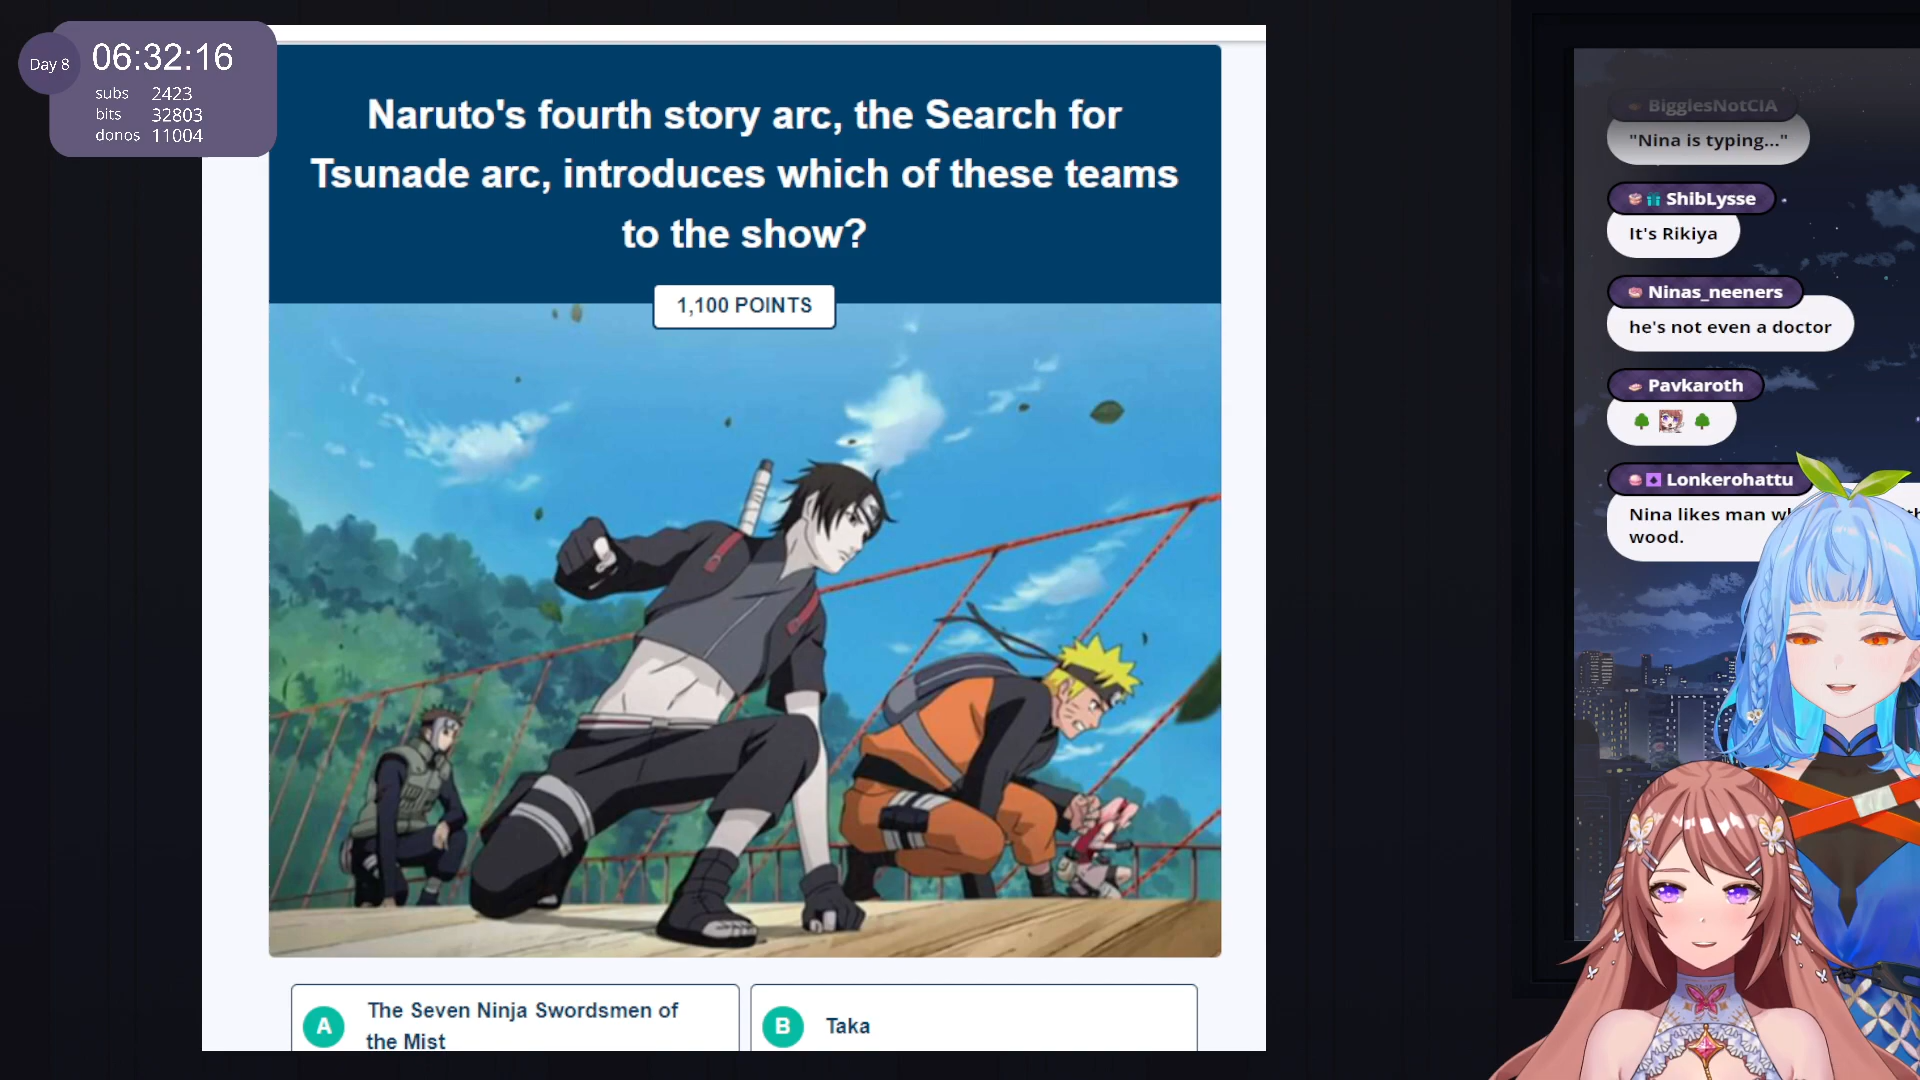 Day 8
06:32:16
subs 2423
bits 32803
donos 11004
Naruto's fourth story arc, the Search for
Tsunade arc, introduces which of these teams
to the show?
1,100 POINTS
A
The Seven Ninja Swordsmen of
the Mist
B
Taka
BigglesNotCIA
"Nina is typing..."
ShibLysse
It's Rikiya
Ninas_neeners
he's not even a doctor
Pavkaroth
Lonkerohattu
Nina likes man
wood.